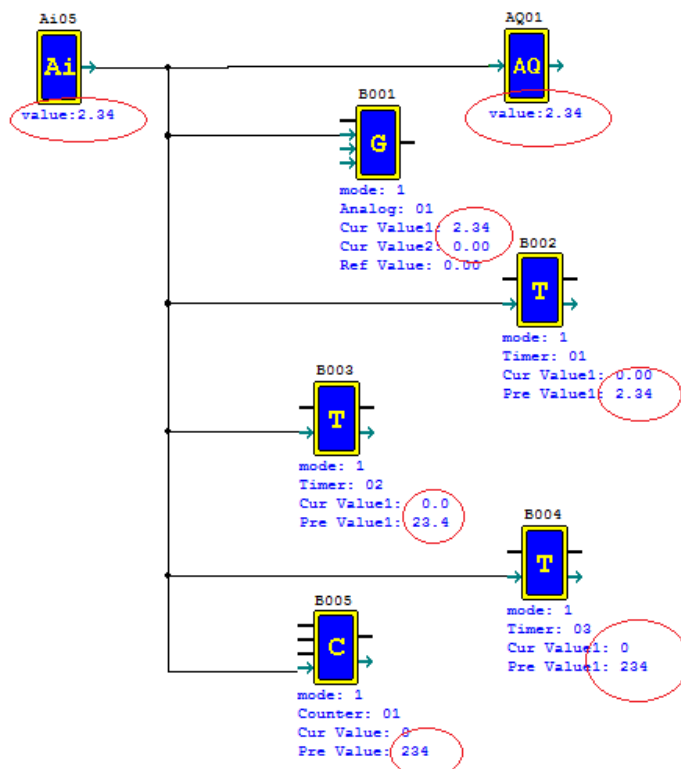 Ai05
Ai
value:2.34
AQ01
AQ
value:2.34
B001
G
mode: 1
Analog: 01
Cur Value1: 2.34
Cur Value2: 0.00
Ref Value: 0.00
B002
T
mode: 1
Timer: 01
Cur Value1: 0.00
Pre Value1: 2.34
B003
T
mode: 1
Timer: 02
Cur Value1: 0.0
Pre Value1: 23.4
B004
T
mode: 1
Timer: 03
Cur Value1: 0
Pre Value1: 234
B005
C
mode: 1
Counter: 01
Cur Value: 0
Pre Value: 234